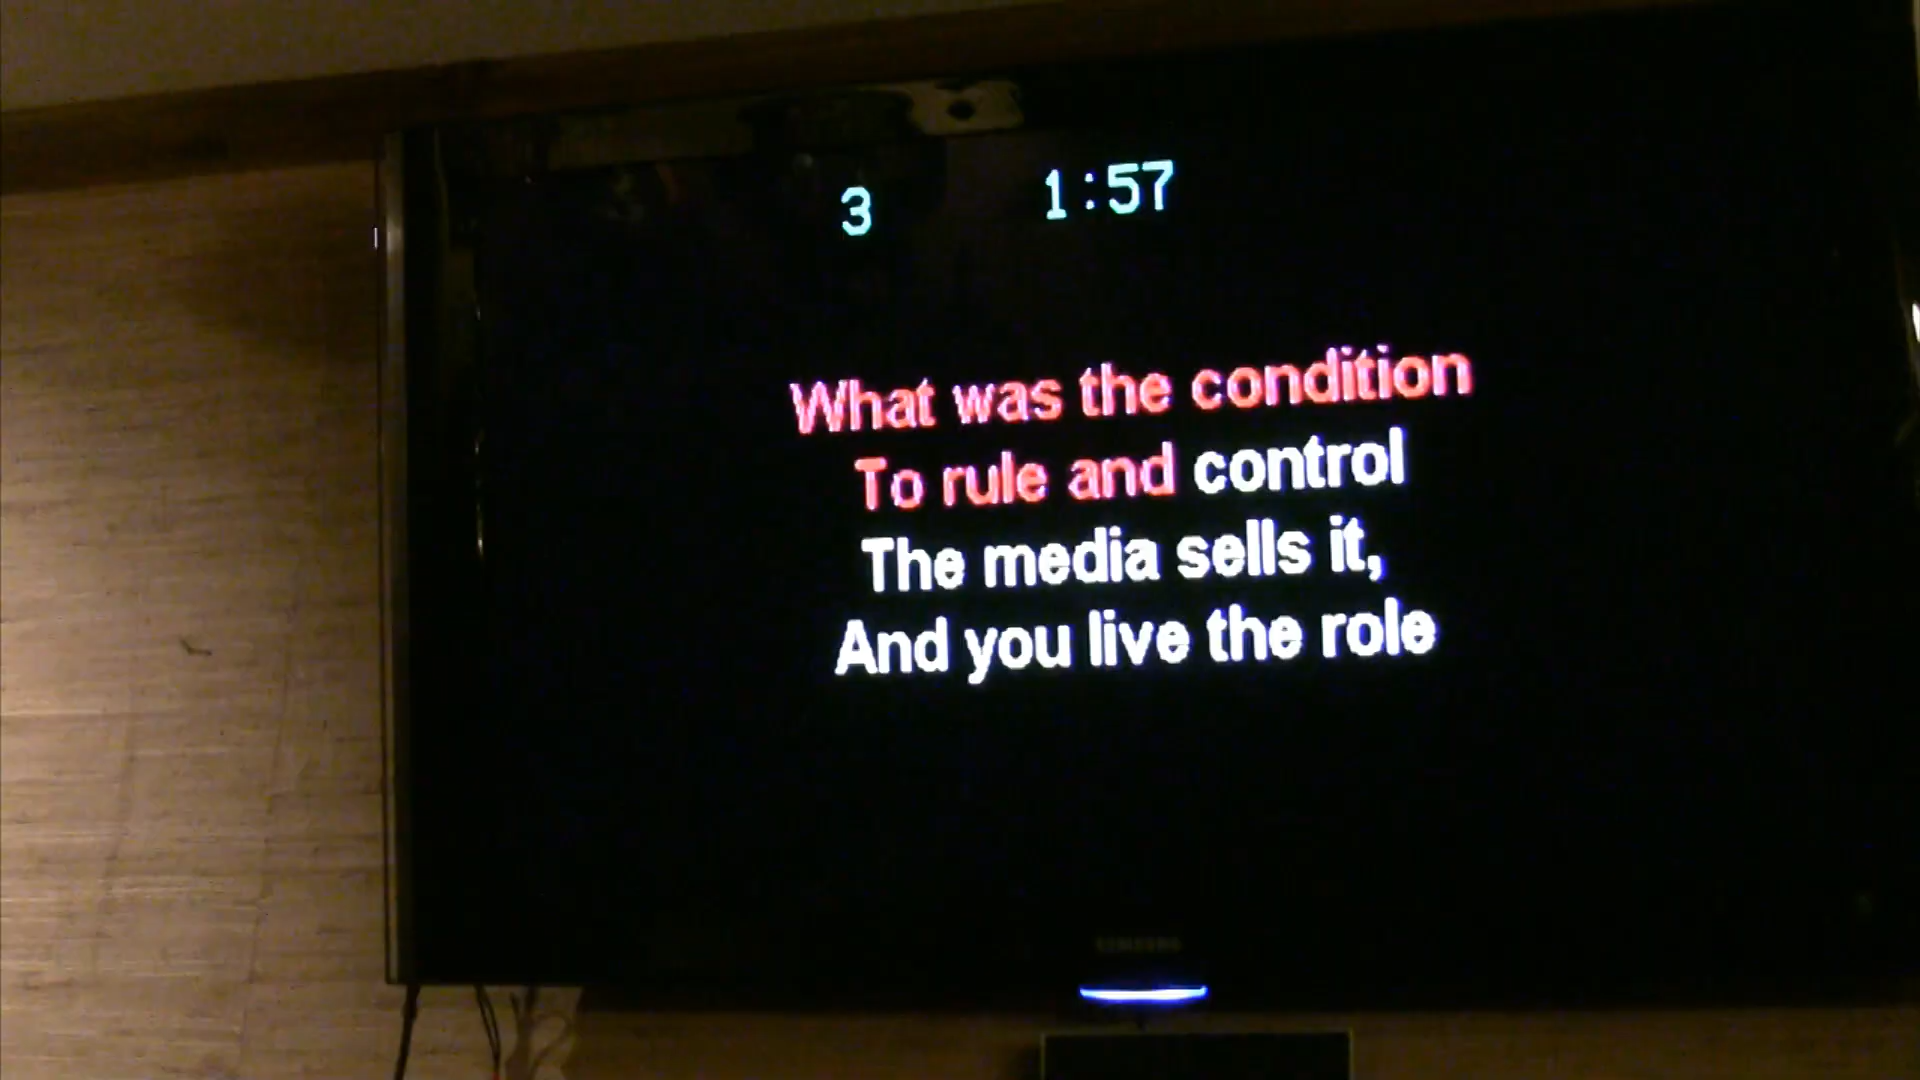 3 1:57
What was the condition
To rule and control
The media sells it,
And you live the role
SAMSUNG